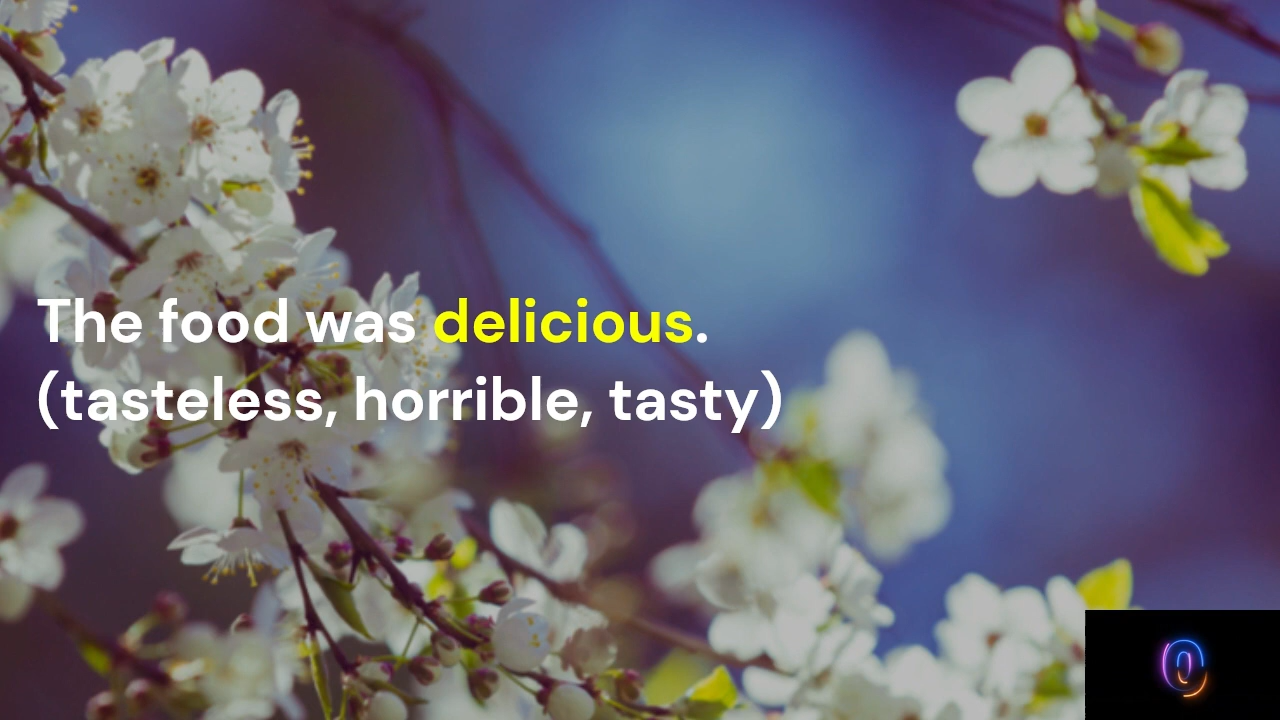 The food was delicious.
(tasteless, horrible, tasty)